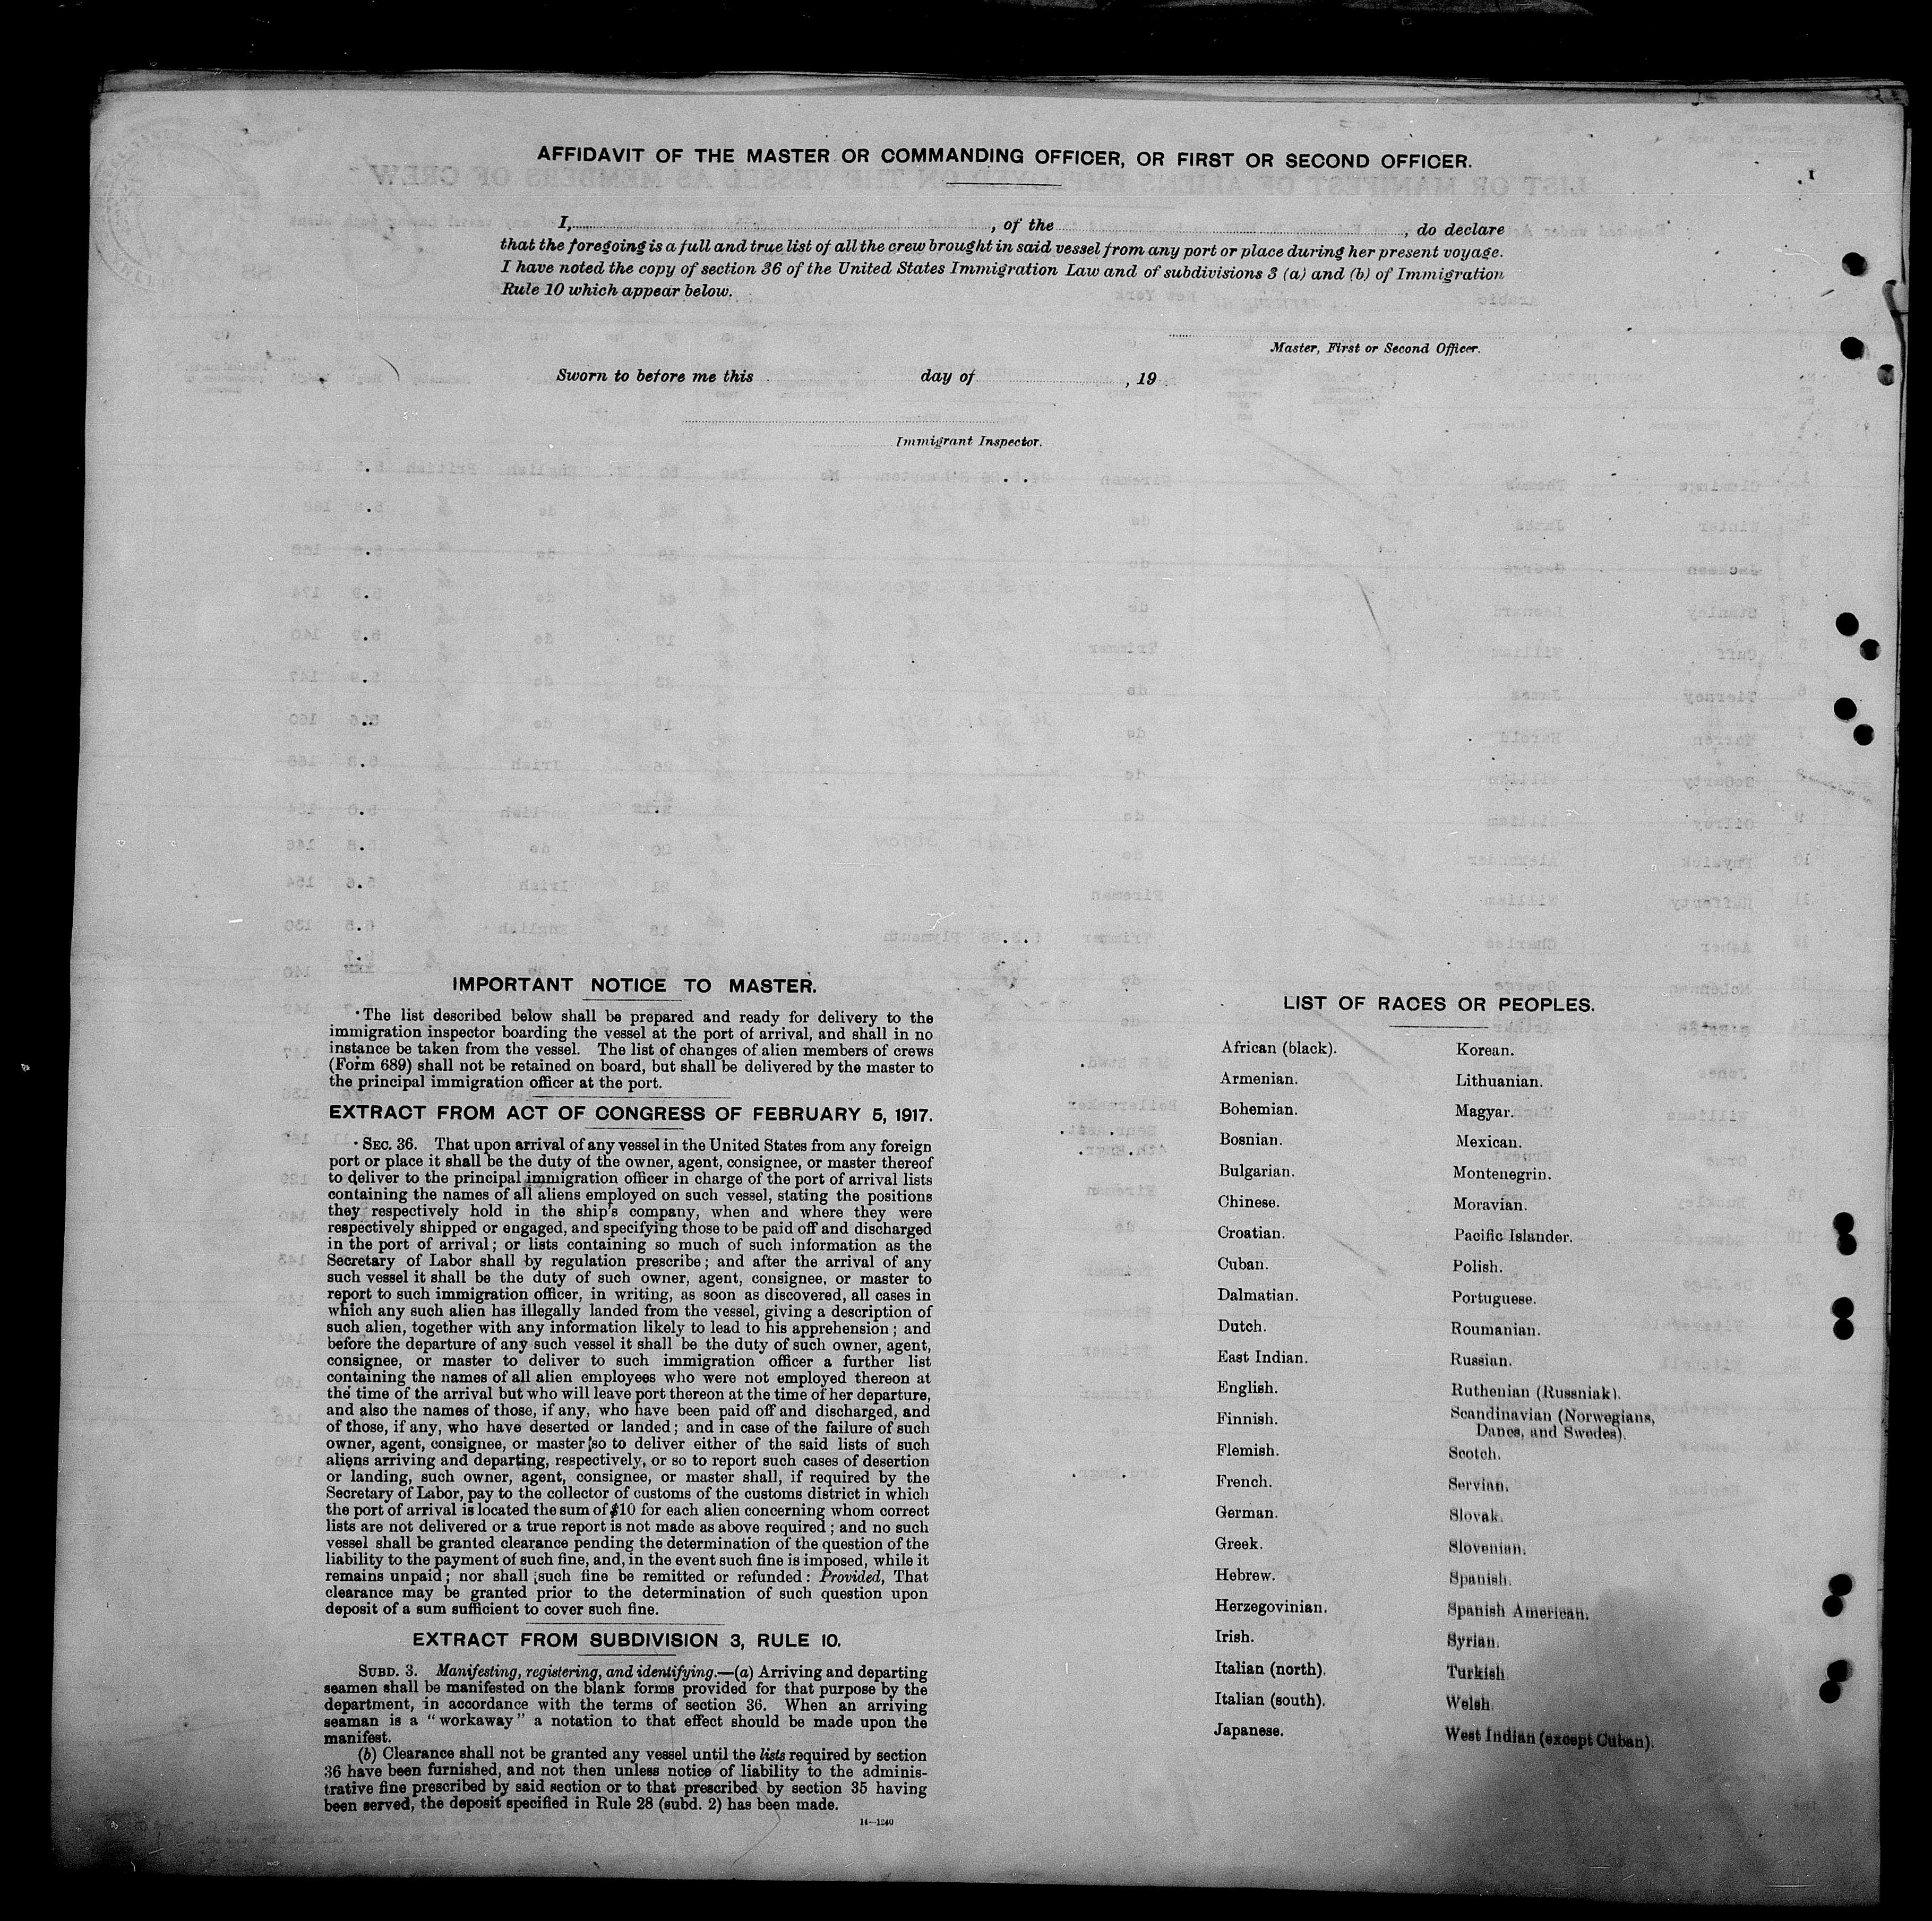 AFFIDAVIT OF THE MASTER OR COMMANDING OFFICER, OR FIRST OR SECOND OFFICER.
I, , of the , do declare
that the foregoing is a full and true list of all the crew brought in said vessel from any port or place during her present voyage.
I have noted the copy of section 36 of the United States Immigration Law and of subdivisions 3 (a) and (b) of Immigration
Rule 10 which appear below.
Master, First or Second Officer.
Sworn to before me this day of , 19
Immigrant Inspector.
IMPORTANT NOTICE TO MASTER.
The list described below shall be prepared and ready for delivery to the
immigration inspector boarding the vessel at the port of arrival, and shall in no
instance be taken from the vessel. The list of changes of alien members of crews
(Form 689) shall not be retained on board, but shall be delivered by the master to
the principal immigration officer at the port.
EXTRACT FROM ACT OF CONGRESS OF FEBRUARY 5, 1917.
SEC. 36. That upon arrival of any vessel in the United States from any foreign
port or place it shall be the duty of the owner, agent, consignee, or master thereof
to deliver to the principal immigration officer in charge of the port of arrival lists
containing the names of all aliens employed on such vessel, stating the positions
they respectively hold in the ship's company, when and where they were
respectively shipped or engaged, and specifying those to be paid off and discharged
in the port of arrival; or lists containing so much of such information as the
Secretary of Labor shall by regulation prescribe; and after the arrival of any
such vessel it shall be the duty of such owner, agent, consignee, or master to
report to such immigration officer, in writing, as soon as discovered, all cases in
which any such alien has illegally landed from the vessel, giving a description of
such alien, together with any information likely to lead to his apprehension; and
before the departure of any such vessel it shall be the duty of such owner, agent,
consignee, or master to deliver to such immigration officer a further list
containing the names of all alien employees who were not employed thereon at
the time of the arrival but who will leave port thereon at the time of her departure,
and also the names of those, if any, who have been paid off and discharged, and
of those, if any, who have deserted or landed; and in case of the failure of such
owner, agent, consignee, or master so to deliver either of the said lists of such
aliens arriving and departing, respectively, or so to report such cases of desertion
or landing, such owner, agent, consignee, or master shall, if required by the
Secretary of Labor, pay to the collector of customs of the customs district in which
the port of arrival is located the sum of $10 for each alien concerning whom correct
lists are not delivered or a true report is not made as above required; and no such
vessel shall be granted clearance pending the determination of the question of the
liability to the payment of such fine, and, in the event such fine is imposed, while it
remains unpaid; nor shall such fine be remitted or refunded: Provided, That
clearance may be granted prior to the determination of such question upon
deposit of a sum sufficient to cover such fine.
EXTRACT FROM SUBDIVISION 3, RULE 10.
SUBD. 3. Manifesting, registering, and identifying.—(a) Arriving and departing
seamen shall be manifested on the blank forms provided for that purpose by the
department, in accordance with the terms of section 36. When an arriving
seaman is a "workaway" a notation to that effect should be made upon the
manifest.
(b) Clearance shall not be granted any vessel until the lists required by section
36 have been furnished, and not then unless notice of liability to the adminis-
trative fine prescribed by said section or to that prescribed by section 35 having
been served, the deposit specified in Rule 28 (subd. 2) has been made.
14—1240
LIST OF RACES OR PEOPLES.
African (black).
Armenian.
Bohemian.
Bosnian.
Bulgarian.
Chinese.
Croatian.
Cuban.
Dalmatian.
Dutch.
East Indian.
English.
Finnish.
Flemish.
French.
German.
Greek.
Hebrew.
Herzegovinian.
Irish.
Italian (north).
Italian (south).
Japanese.
Korean.
Lithuanian.
Magyar.
Mexican.
Montenegrin.
Moravian.
Pacific Islander.
Polish.
Portuguese.
Roumanian.
Russian.
Ruthenian (Russniak).
Scandinavian (Norwegians,
Danes, and Swedes).
Scotch.
Servian.
Slovak.
Slovenian.
Spanish.
Spanish American.
Syrian.
Turkish.
Welsh.
West Indian (except Cuban).